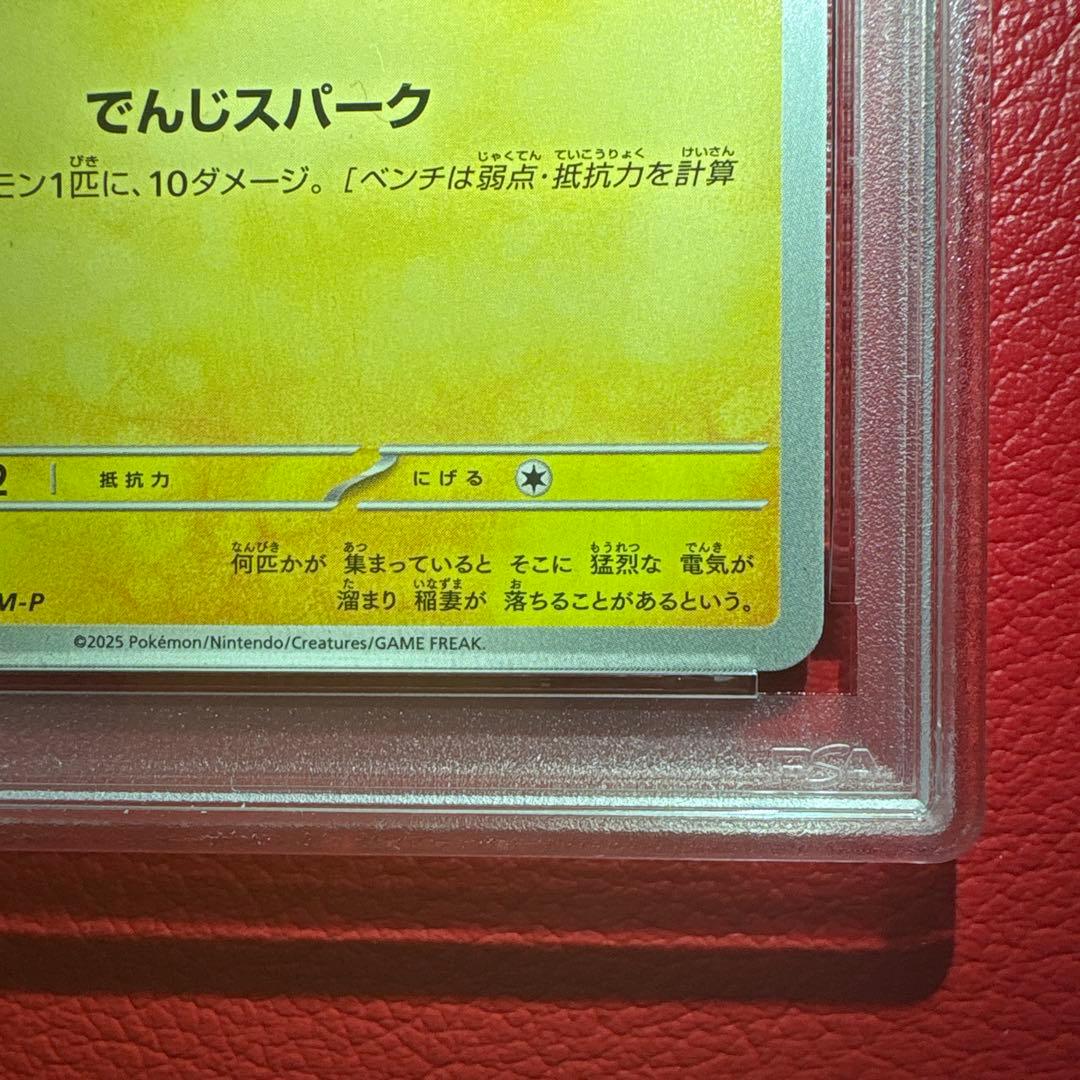 でんじスパーク
モン1匹に、10ダメージ。[ベンチは弱点・抵抗力を計算
抵抗力 にげる
何匹かが 集まっていると そこに 猛烈な 電気が
溜まり 稲妻が 落ちることがあるという。
M-P
©2025 Pokémon/Nintendo/Creatures/GAME FREAK.
PSA